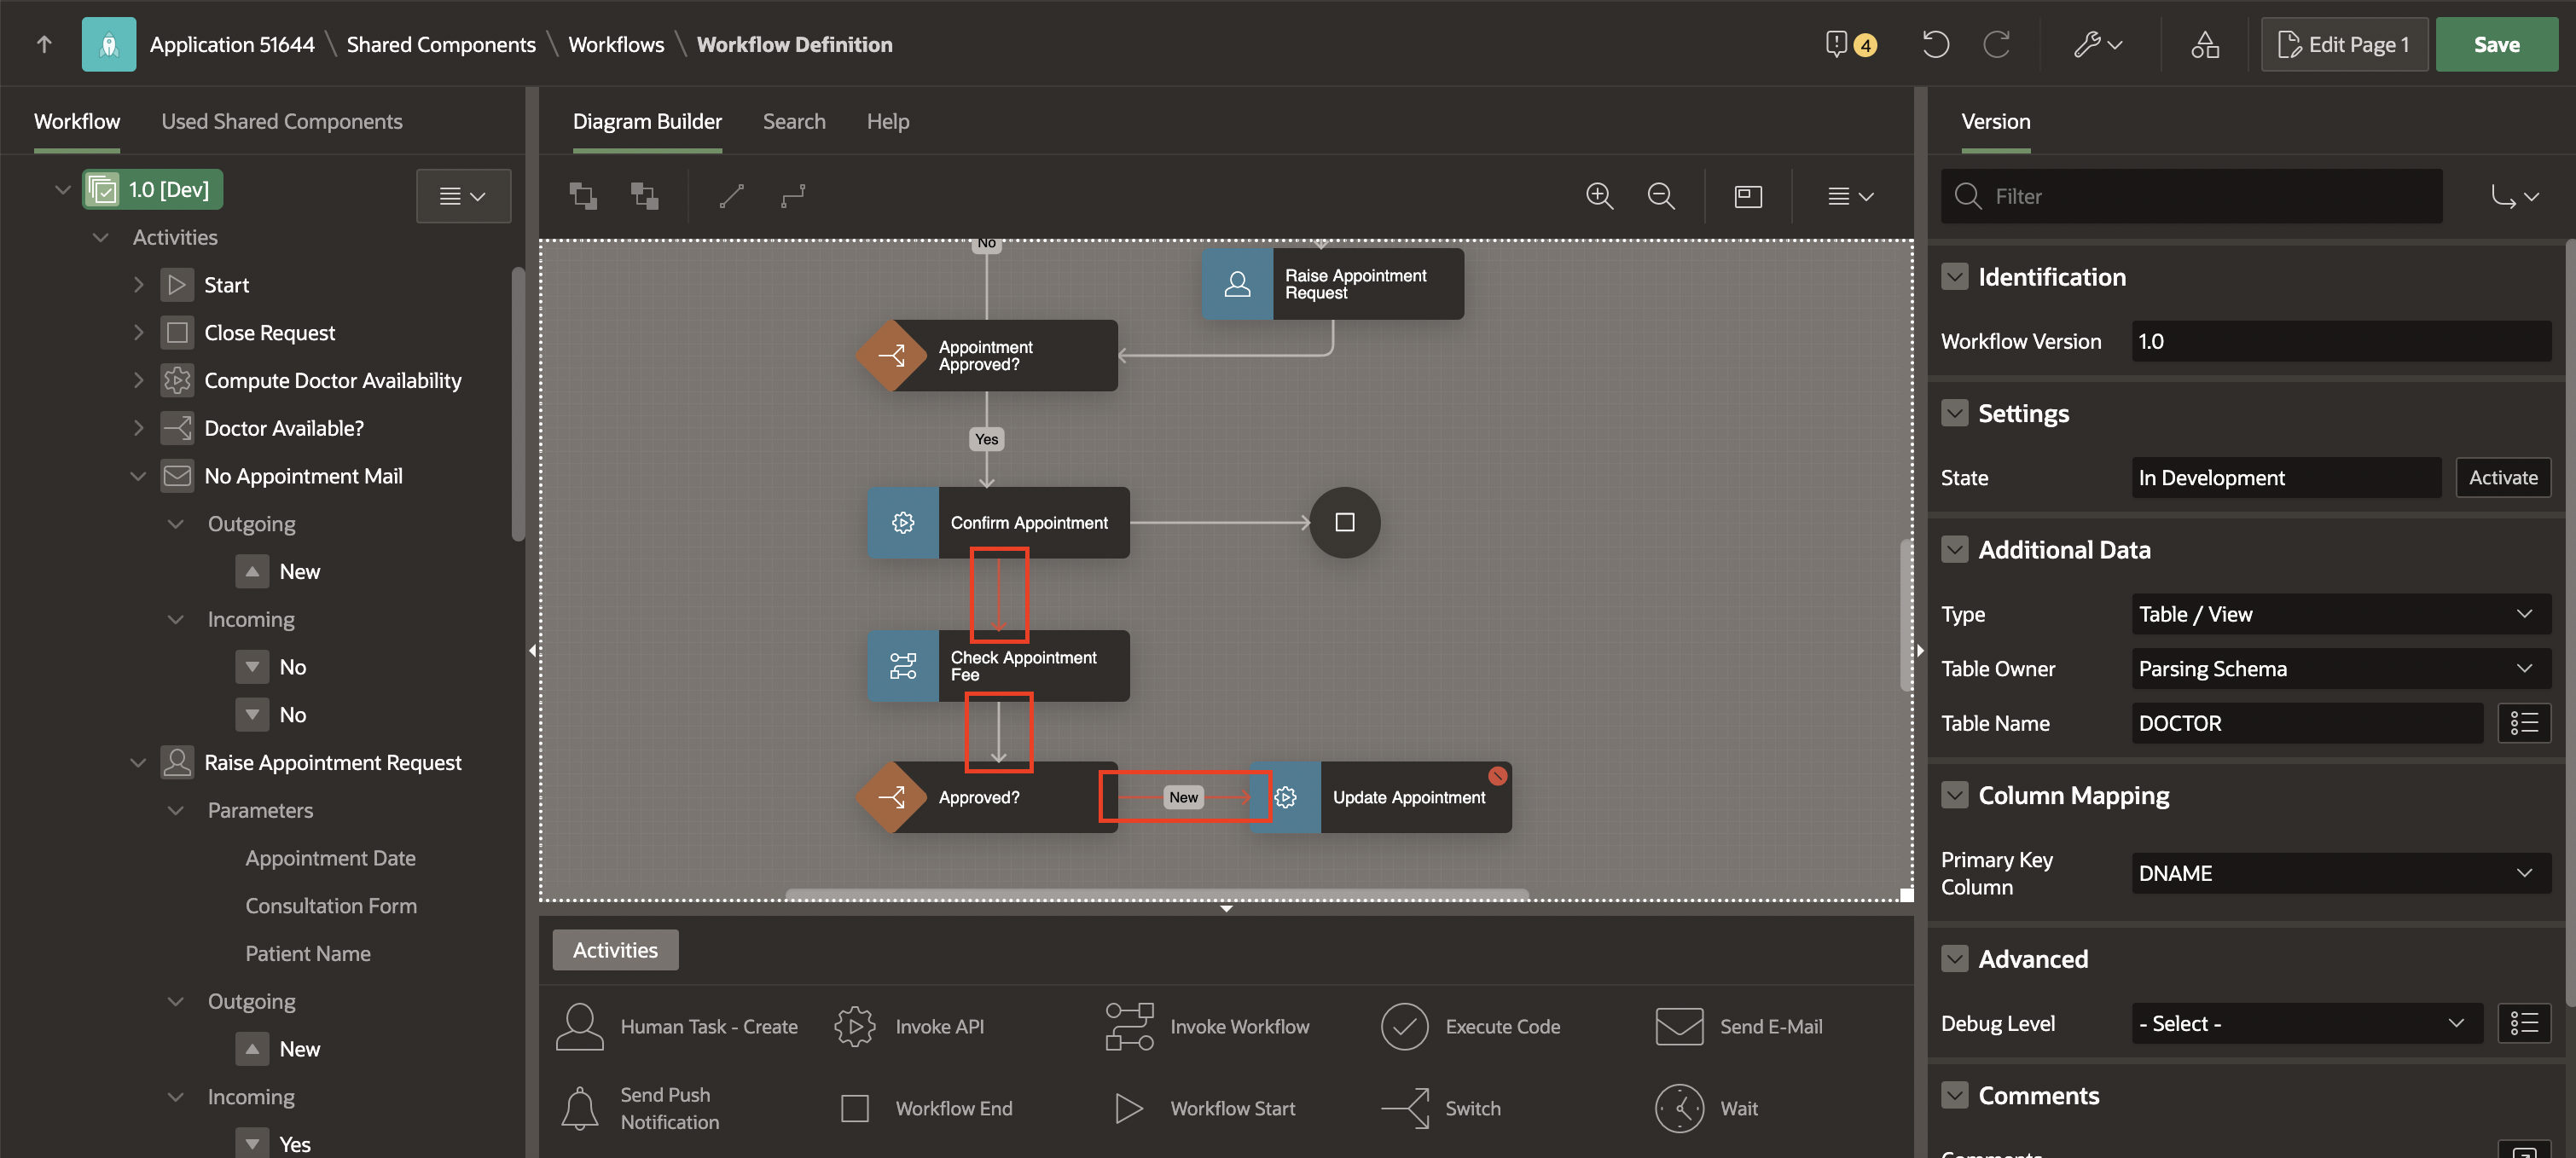 Application 51644 \ Shared Components \ Workflows \ Workflow Definition
4
Edit Page 1
Save
Workflow
Used Shared Components
1.0 [Dev]
Activities
Start
Close Request
Compute Doctor Availability
Doctor Available?
No Appointment Mail
Outgoing
New
Incoming
No
No
Raise Appointment Request
Parameters
Appointment Date
Consultation Form
Patient Name
Outgoing
New
Incoming
Yes
Diagram Builder
Search
Help
No
Raise Appointment
Request
Appointment
Approved?
Yes
Confirm Appointment
Check Appointment
Fee
Approved?
New
Update Appointment
Activities
Human Task - Create
Invoke API
Invoke Workflow
Execute Code
Send E-Mail
Send Push
Notification
Workflow End
Workflow Start
Switch
Wait
Version
Filter
Identification
Workflow Version
1.0
Settings
State
In Development
Activate
Additional Data
Type
Table / View
Table Owner
Parsing Schema
Table Name
DOCTOR
Column Mapping
Primary Key
Column
DNAME
Advanced
Debug Level
- Select -
Comments
Comments